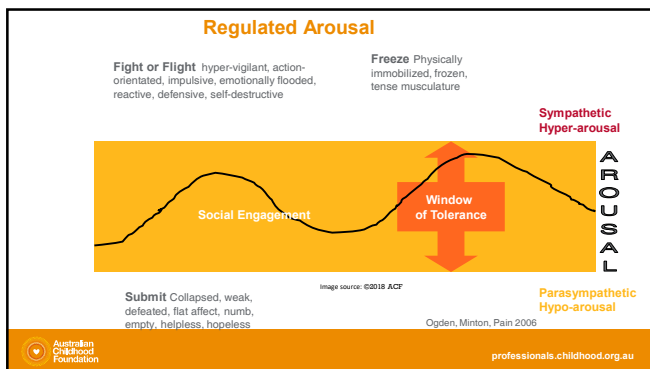 Regulated Arousal
Fight or Flight hyper-vigilant, action-
orientated, impulsive, emotionally flooded,
reactive, defensive, self-destructive
Freeze Physically
immobilized, frozen,
tense musculature
Sympathetic
Hyper-arousal
Social Engagement
Window
of Tolerance
AROUSAL
Image source: ©2018 ACF
Submit Collapsed, weak,
defeated, flat affect, numb,
empty, helpless, hopeless
Parasympathetic
Hypo-arousal
Ogden, Minton, Pain 2006
Australian
Childhood
Foundation
professionals.childhood.org.au